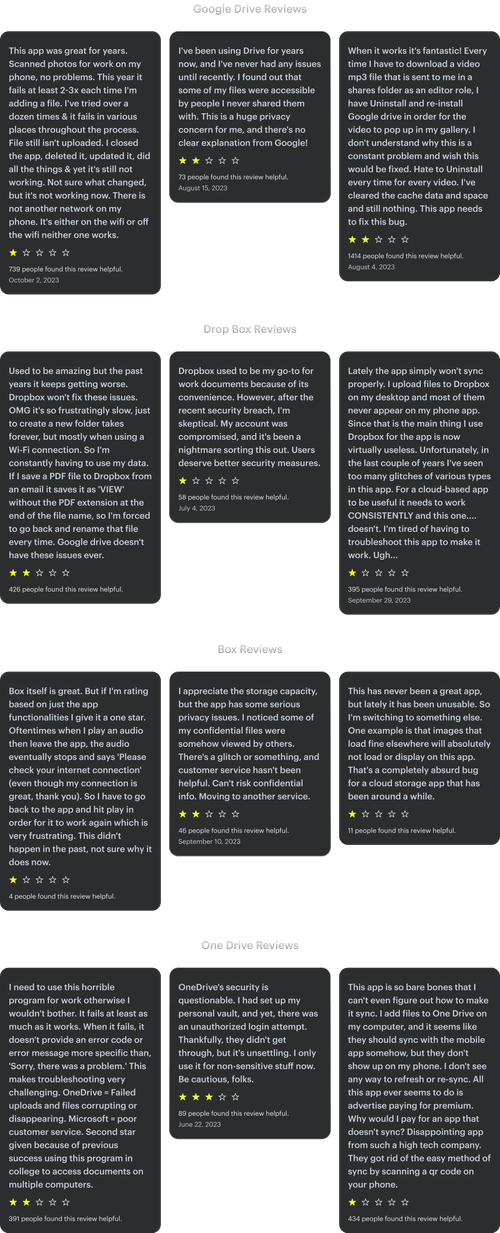 Google Drive Reviews
This app was great for years.
Scanned photos for work on my
phone, no problems. This year it
fails at least 2-3x each time I'm
adding a file. I've tried over a
dozen times & it fails in various
places throughout the process.
File still isn't uploaded. I closed
the app, deleted it, updated it, did
all the things & yet it's still not
working. Not sure what changed,
but it's not working now. There is
not another network on my
phone. It's either on the wifi or off
the wifi neither one works.
739 people found this review helpful.
October 2, 2023
I've been using Drive for years
now, and I've never had any issues
until recently. I found out that
some of my files were accessible
by people I never shared them
with. This is a huge privacy
concern for me, and there's no
clear explanation from Google!
73 people found this review helpful.
August 15, 2023
When it works it's fantastic! Every
time I have to download a video
mp3 file that is sent to me in a
shares folder as an editor role, I
have Uninstall and re-install
Google drive in order for the
video to pop up in my gallery. I
don't understand why this is a
constant problem and wish this
would be fixed. Hate to Uninstall
every time for every video. I've
cleared the cache data and space
and still nothing. This app needs
to fix this bug.
1414 people found this review helpful.
August 4, 2023
Drop Box Reviews
Used to be amazing but the past
years it keeps getting worse.
Dropbox won't fix these issues.
OMG it's so frustratingly slow, just
to create a new folder takes
forever, but mostly when using a
Wi-Fi connection. So I'm
constantly having to use my data.
If I save a PDF file to Dropbox from
an email it saves it as 'VIEW'
without the PDF extension at the
end of the file name, so I'm forced
to go back and rename that file
every time. Google drive doesn't
have these issues ever.
426 people found this review helpful.
Dropbox used to be my go-to for
work documents because of its
convenience. However, after the
recent security breach, I'm
skeptical. My account was
compromised, and it's been a
nightmare sorting this out. Users
deserve better security measures.
58 people found this review helpful.
July 4, 2023
Lately the app simply won't sync
properly. I upload files to Dropbox
on my desktop and most of them
never appear on my phone app.
Since that is the main thing I use
Dropbox for the app is now
virtually useless. Unfortunately, in
the last couple of years I've seen
too many glitches of various types
in this app. For a cloud-based app
to be useful it needs to work
CONSISTENTLY and this one....
doesn't. I'm tired of having to
troubleshoot this app to make it
work. Ugh...
395 people found this review helpful.
September 29, 2023
Box Reviews
Box itself is great. But if I'm rating
based on just the app
functionalities I give it a one star.
Oftentimes when I play an audio
then leave the app, the audio
eventually stops and says 'Please
check your internet connection'
(even though my connection is
great, thank you). So I have to go
back to the app and hit play in
order for it to work again which is
very frustrating. This didn't
happen in the past, not sure why it
does now.
4 people found this review helpful.
I appreciate the storage capacity,
but the app has some serious
privacy issues. I noticed some of
my confidential files were
somehow viewed by others.
There's a glitch or something, and
customer service hasn't been
helpful. Can't risk confidential
info. Moving to another service.
46 people found this review helpful.
September 10, 2023
This has never been a great app,
but lately it has been unusable. So
I'm switching to something else.
One example is that images that
load fine elsewhere will absolutely
not load or display on this app.
That's a completely absurd bug
for a cloud storage app that has
been around a while.
11 people found this review helpful.
One Drive Reviews
I need to use this horrible
program for work otherwise I
wouldn't bother. It fails at least as
much as it works. When it fails, it
doesn't provide an error code or
error message more specific than,
'Sorry, there was a problem.' This
makes troubleshooting very
challenging. OneDrive = Failed
uploads and files corrupting or
disappearing. Microsoft = poor
customer service. Second star
given because of previous
success using this program in
college to access documents on
multiple computers.
391 people found this review helpful.
OneDrive's security is
questionable. I had set up my
personal vault, and yet, there was
an unauthorized login attempt.
Thankfully, they didn't get
through, but it's unsettling. I only
use it for non-sensitive stuff now.
Be cautious, folks.
89 people found this review helpful.
June 22, 2023
This app is so bare bones that I
can't even figure out how to make
it sync. I add files to One Drive on
my computer, and it seems like
they should sync with the mobile
app somehow, but they don't
show up on my phone. I don't see
any way to refresh or re-sync. All
this app ever seems to do is
advertise paying for premium.
Why would I pay for an app that
doesn't sync? Disappointing app
from such a high tech company.
They got rid of the easy method of
sync by scanning a qr code on
your phone.
434 people found this review helpful.